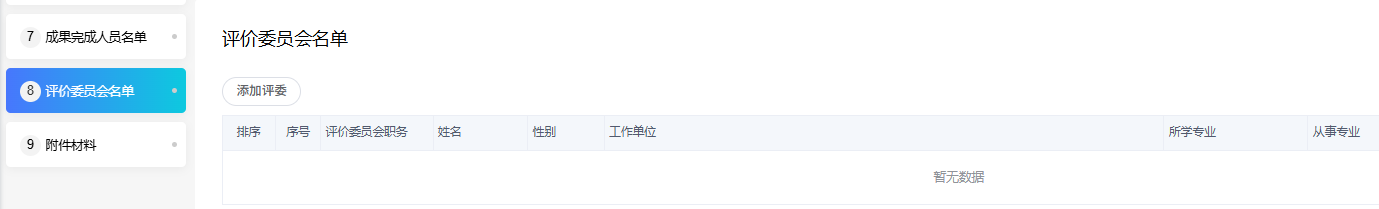 7 成果完成人员名单
8 评价委员会名单
9 附件材料
评价委员会名单
添加评委
排序 序号 评价委员会职务 姓名 性别 工作单位 所学专业 从事专业
暂无数据